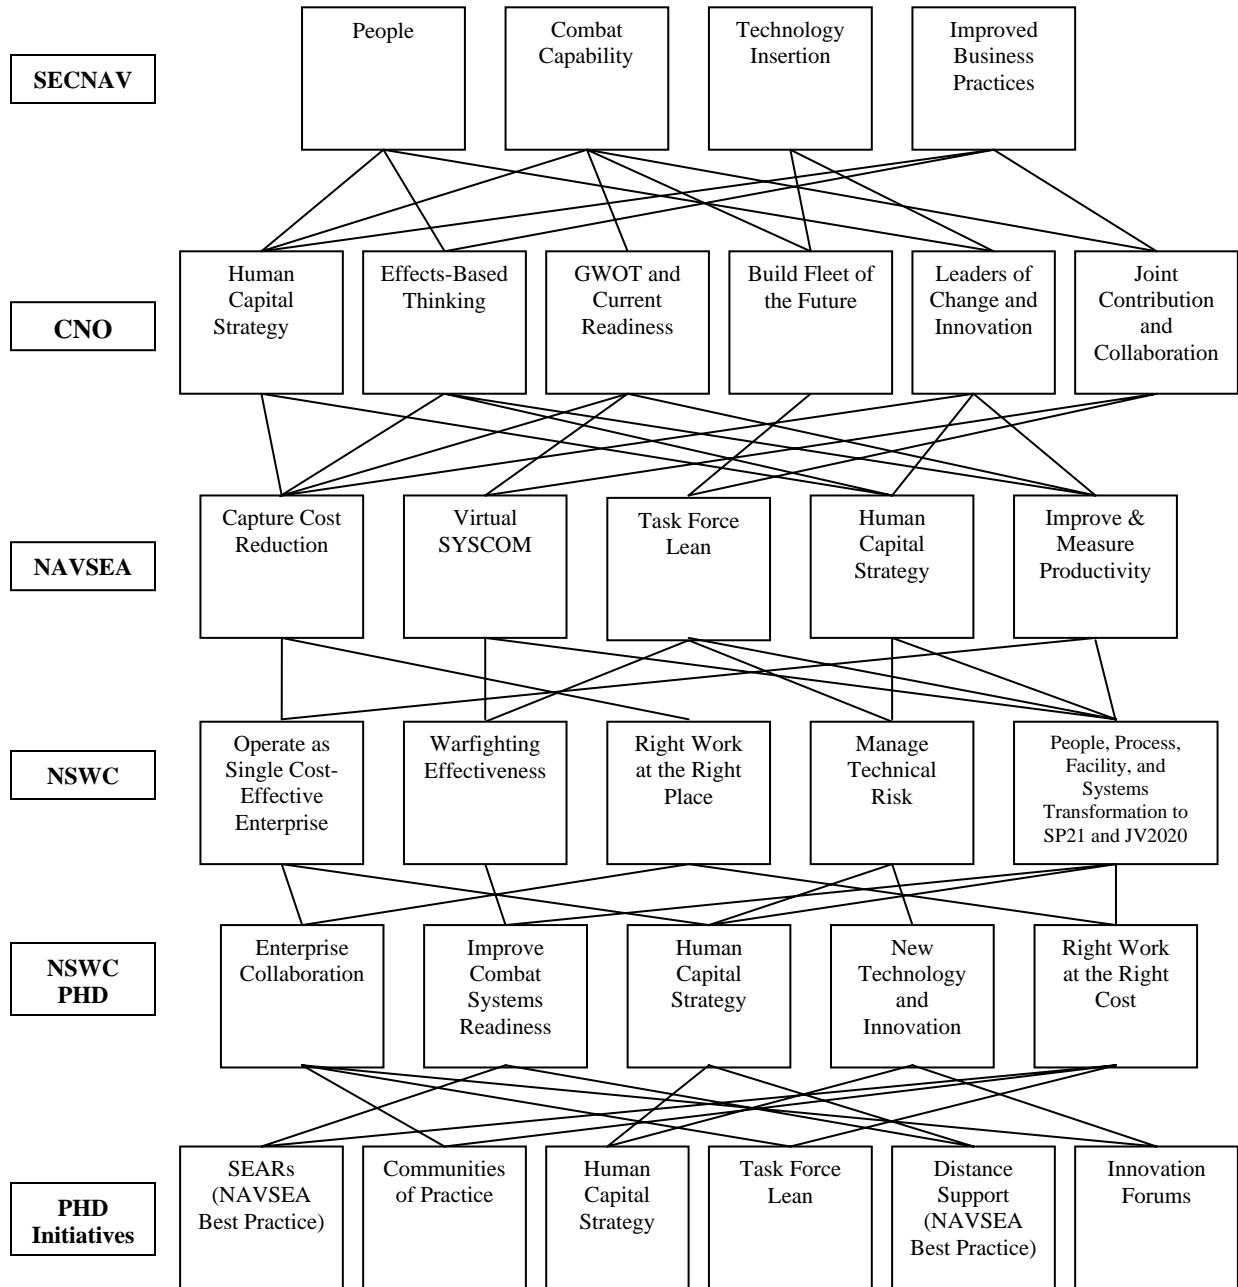 SECNAV
People
Combat
Capability
Technology
Insertion
Improved
Business
Practices
CNO
Human
Capital
Strategy
Effects-Based
Thinking
GWOT and
Current
Readiness
Build Fleet of
the Future
Leaders of
Change and
Innovation
Joint
Contribution
and
Collaboration
NAVSEA
Capture Cost
Reduction
Virtual
SYSCOM
Task Force
Lean
Human
Capital
Strategy
Improve &
Measure
Productivity
NSWC
Operate as
Single Cost-
Effective
Enterprise
Warfighting
Effectiveness
Right Work
at the Right
Place
Manage
Technical
Risk
People, Process,
Facility, and
Systems
Transformation to
SP21 and JV2020
NSWC
PHD
Enterprise
Collaboration
Improve
Combat
Systems
Readiness
Human
Capital
Strategy
New
Technology
and
Innovation
Right Work
at the Right
Cost
PHD
Initiatives
SEARs
(NAVSEA
Best Practice)
Communities
of Practice
Human
Capital
Strategy
Task Force
Lean
Distance
Support
(NAVSEA
Best Practice)
Innovation
Forums